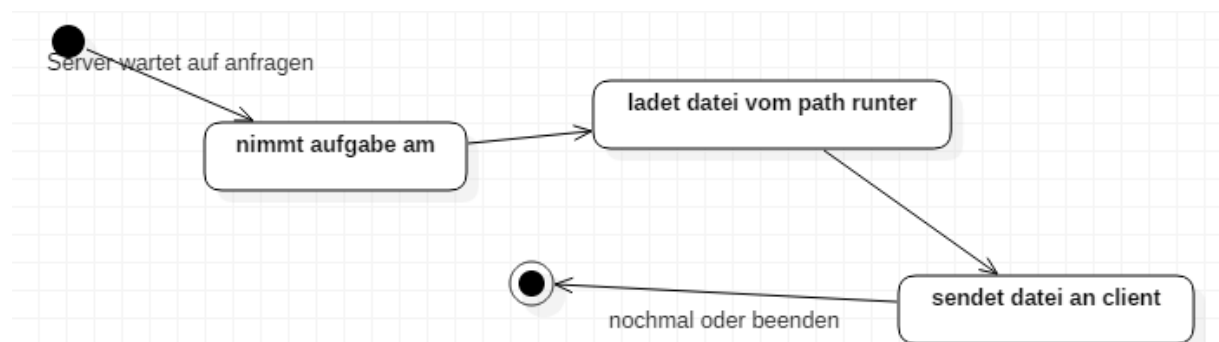 Server wartet auf anfragen
nimmt aufgabe am
ladet datei vom path runter
sendet datei an client
nochmal oder beenden